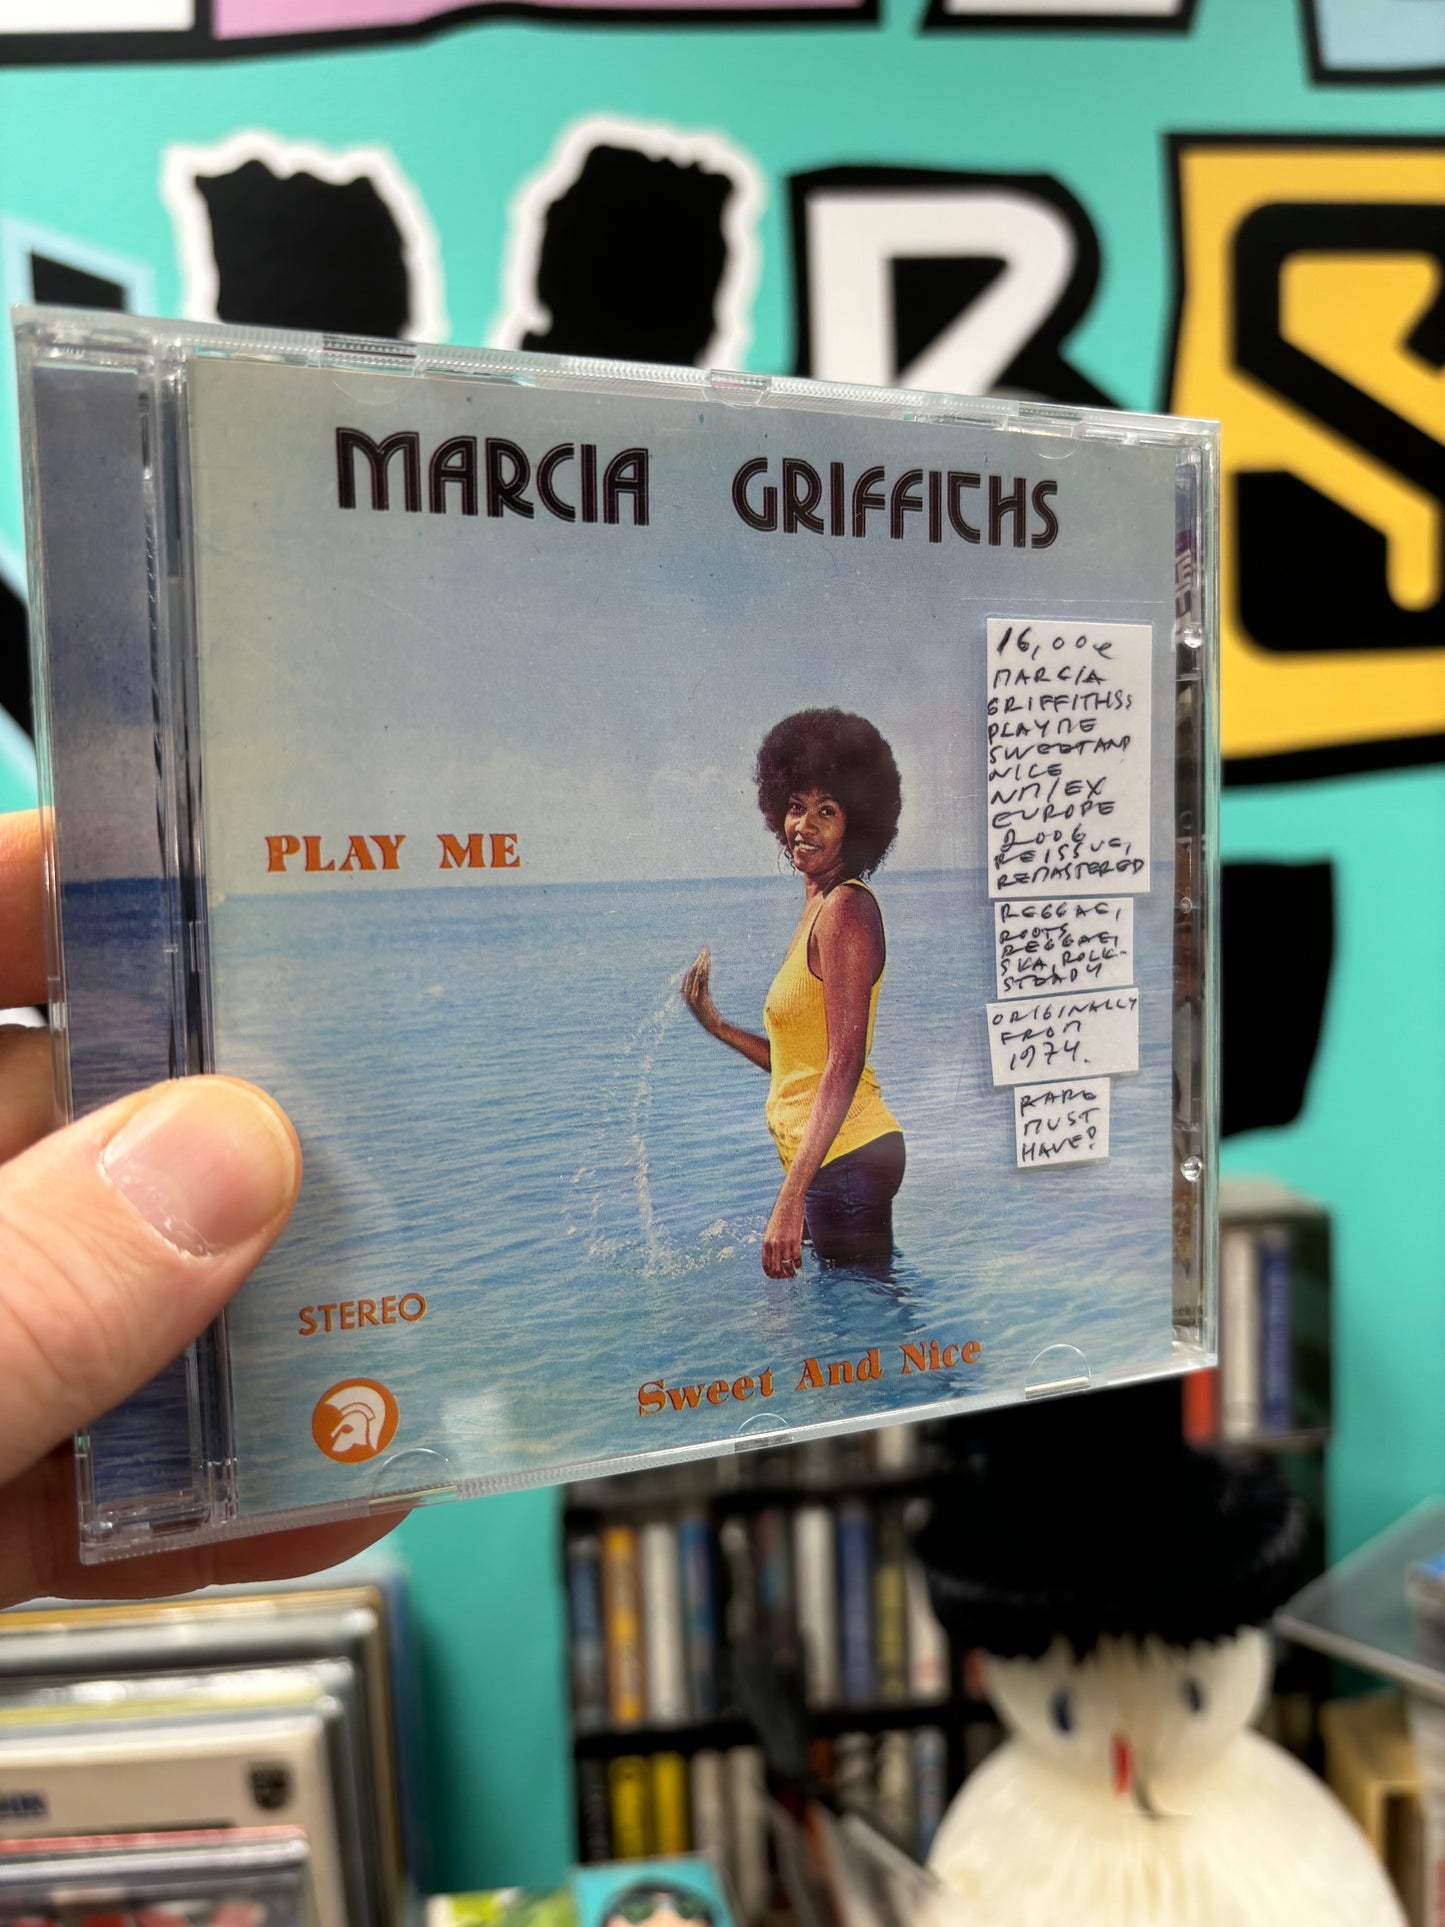 MARCIA GRIFFITHS
16,00€
MARCIA
GRIFFITHS:
PLAY ME
SWEET AND
NICE
NM/EX
EUROPE
2006
REISSUE,
REMASTERED
REGGAE,
ROOTS
REGGAE,
SKA, ROCK-
STEADY
ORIGINALLY
FROM
1974.
RARE
MUST
HAVE!
PLAY ME
STEREO
Sweet And Nice